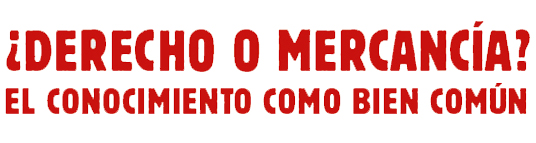 ¿DERECHO O MERCANCÍA?
EL CONOCIMIENTO COMO BIEN COMÚN